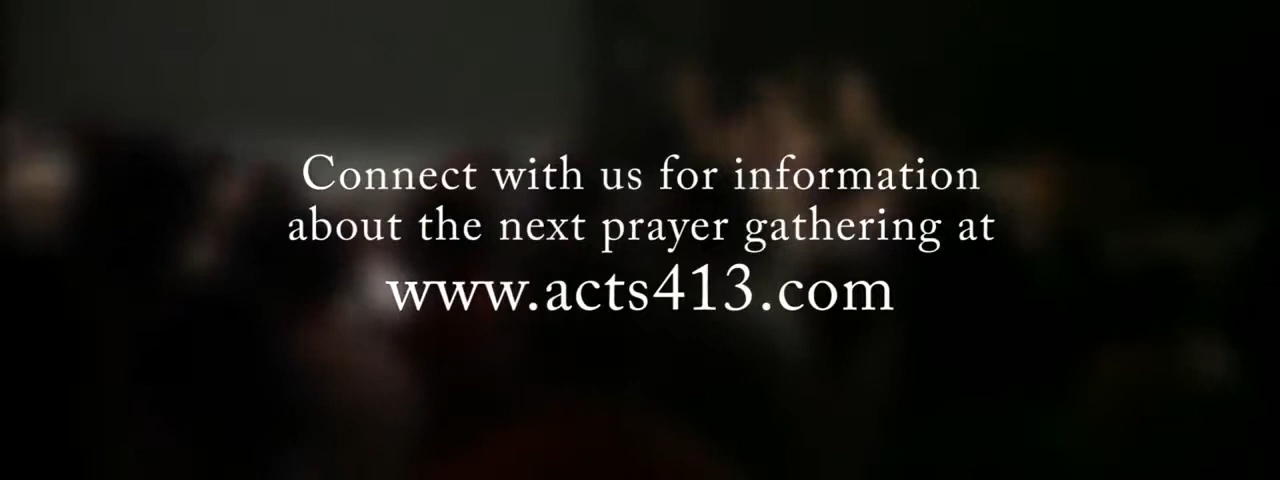 Connect with us for information
about the next prayer gathering at
www.acts413.com